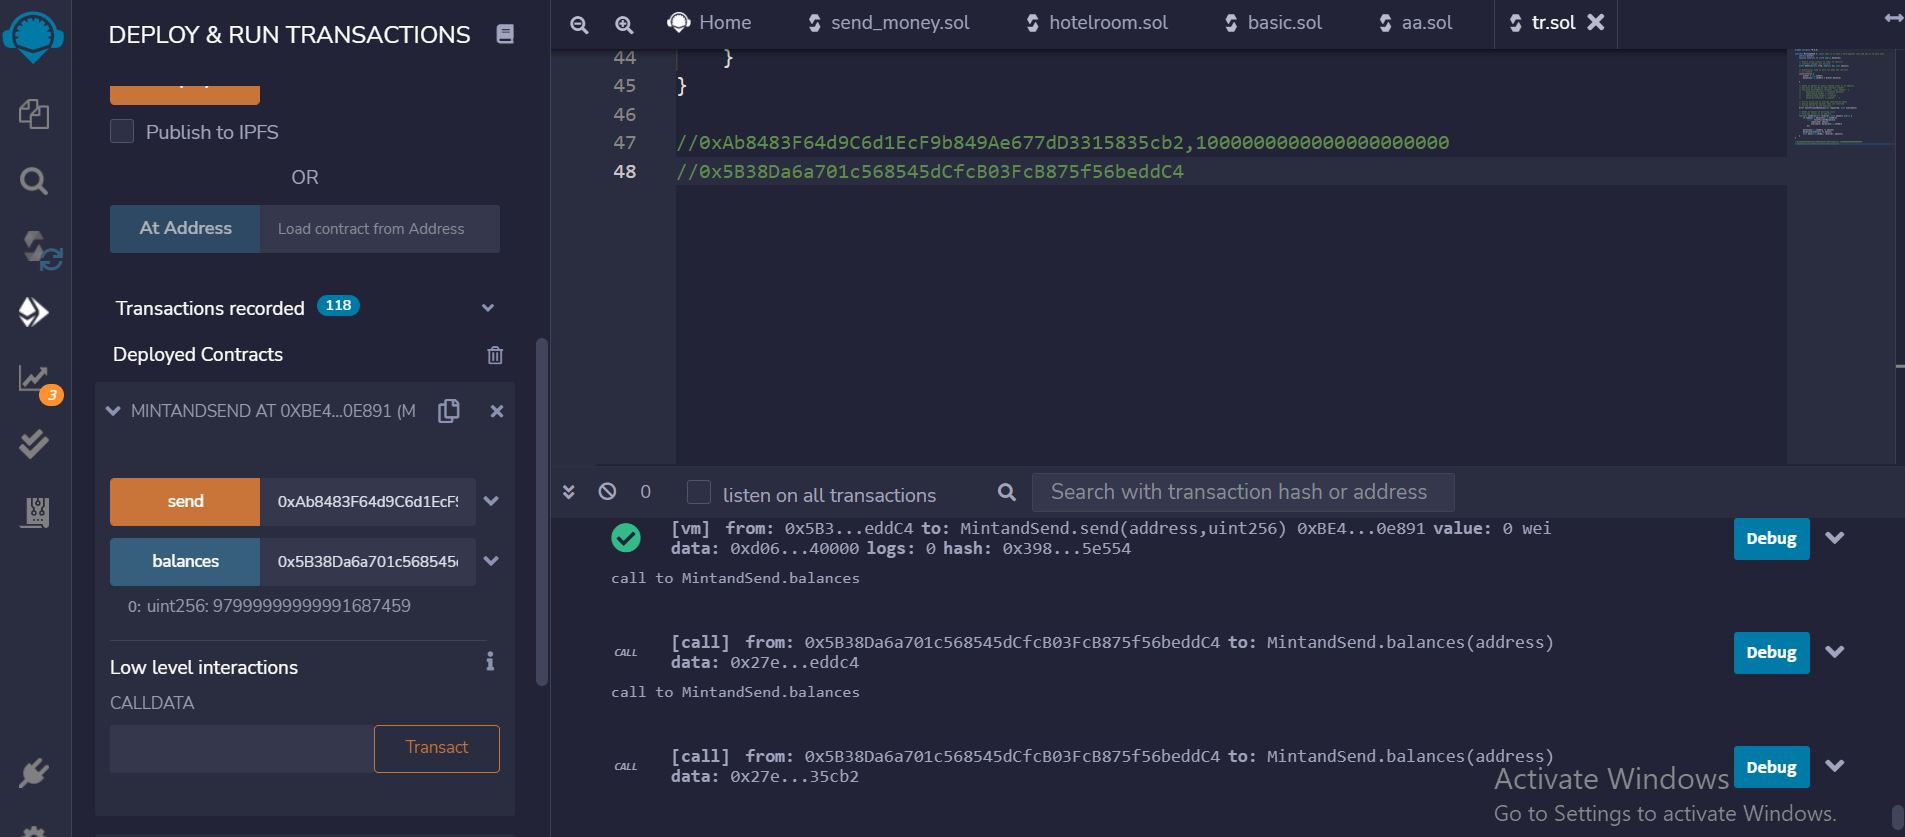 DEPLOY & RUN TRANSACTIONS
Publish to IPFS
OR
At Address Load contract from Address
Transactions recorded 118
Deployed Contracts
3
MINTANDSEND AT 0XBE4...0E891 (M
send 0xAb8483F64d9C6d1EcF9
balances 0x5B38Da6a701c568545d
0: uint256: 97999999999991687459
Low level interactions
CALLDATA
Transact
Home send_money.sol hotelroom.sol basic.sol aa.sol tr.sol
44 }
45 }
46
47 //0xAb8483F64d9C6d1EcF9b849Ae677dD3315835cb2,1000000000000000000000
48 //0x5B38Da6a701c568545dCfcB03FcB875f56beddC4
0 listen on all transactions Search with transaction hash or address
[vm] from: 0x5B3...eddC4 to: MintandSend.send(address,uint256) 0xBE4...0e891 value: 0 wei
data: 0xd06...40000 logs: 0 hash: 0x398...5e554
Debug
call to MintandSend.balances
CALL [call] from: 0x5B38Da6a701c568545dCfcB03FcB875f56beddC4 to: MintandSend.balances(address)
data: 0x27e...eddc4
Debug
call to MintandSend.balances
CALL [call] from: 0x5B38Da6a701c568545dCfcB03FcB875f56beddC4 to: MintandSend.balances(address)
data: 0x27e...35cb2
Debug
Activate Windows
Go to Settings to activate Windows.